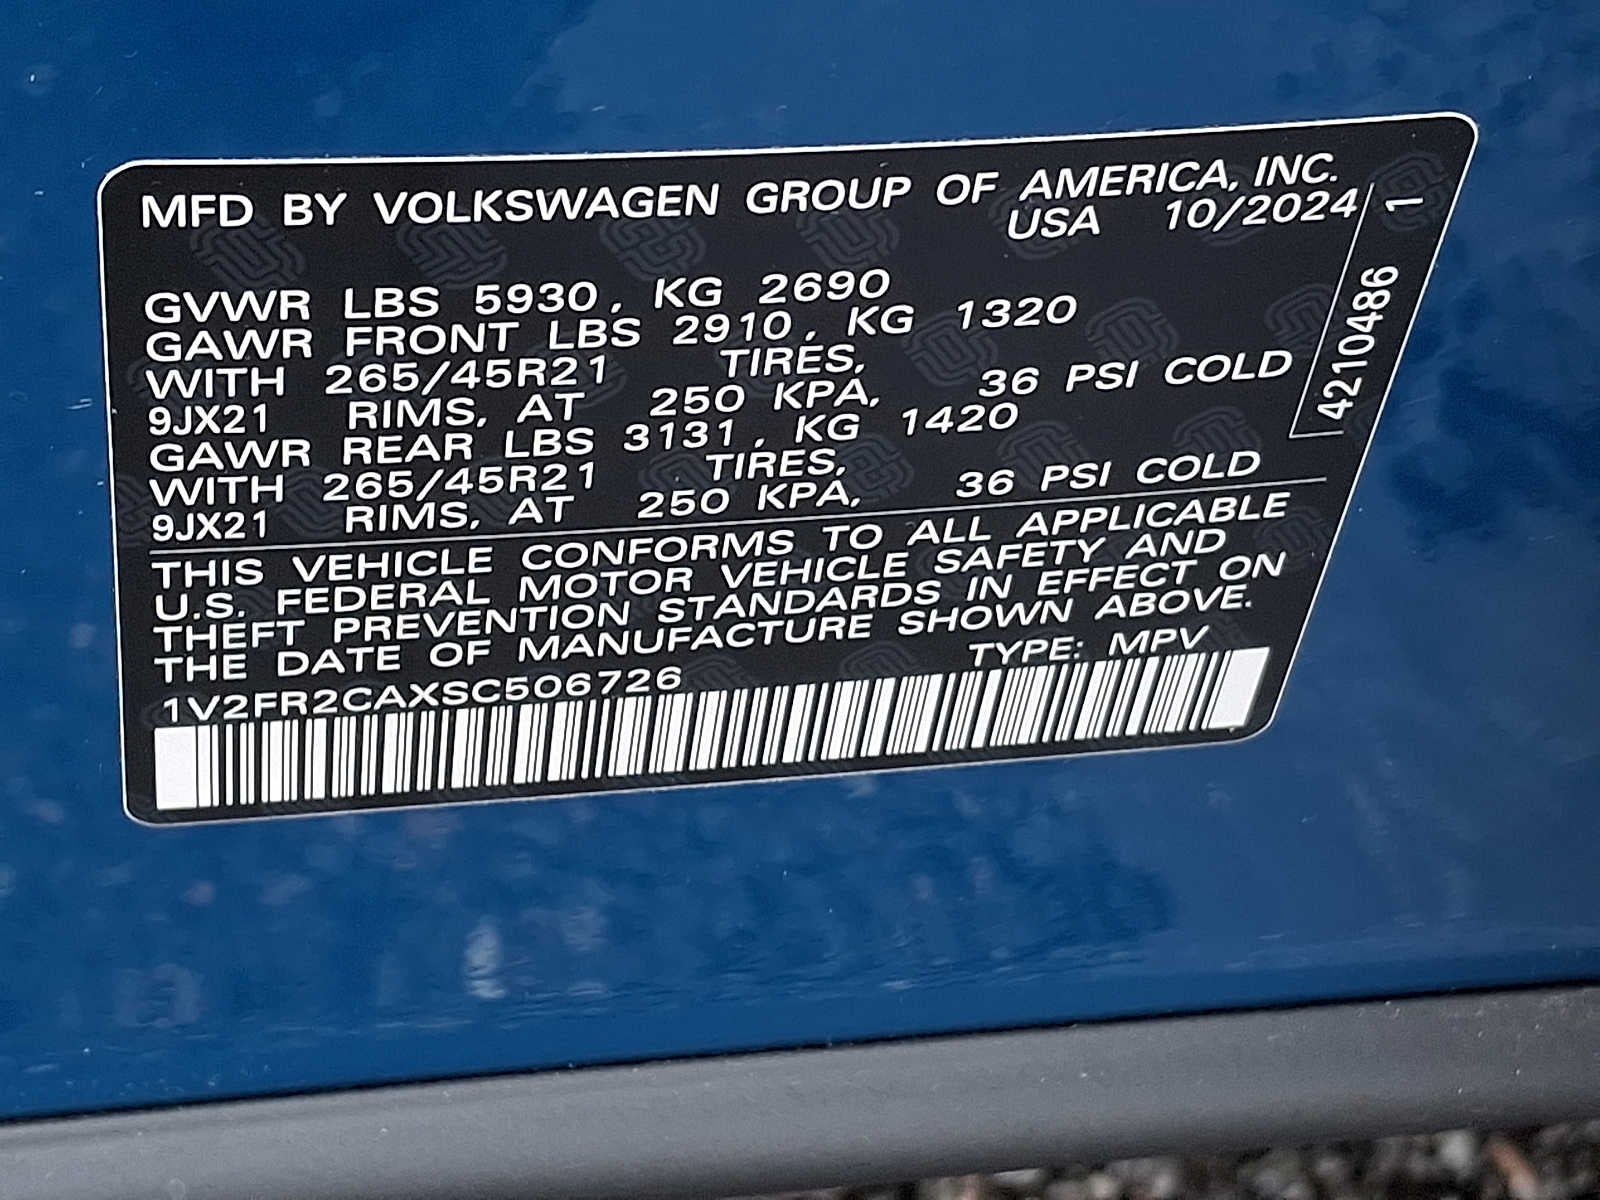 MFD BY VOLKSWAGEN GROUP OF AMERICA, INC.
USA 10/2024
GVWR LBS 5930, KG 2690
GAWR FRONT LBS 2910, KG 1320
WITH 265/45R21 TIRES,
9JX21 RIMS, AT 250 KPA, 36 PSI COLD
GAWR REAR LBS 3131, KG 1420
WITH 265/45R21 TIRES,
9JX21 RIMS, AT 250 KPA, 36 PSI COLD
THIS VEHICLE CONFORMS TO ALL APPLICABLE
U.S. FEDERAL MOTOR VEHICLE SAFETY AND
THEFT PREVENTION STANDARDS IN EFFECT ON
THE DATE OF MANUFACTURE SHOWN ABOVE.
1V2FR2CAXSC506726 TYPE: MPV
42104861 1